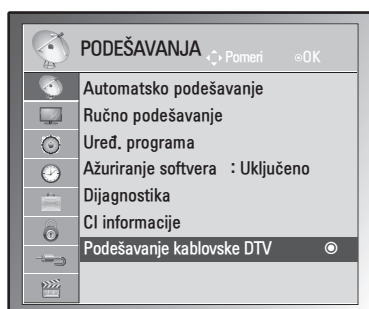 PODEŠAVANJA Pomeri OK
Automatsko podešavanje
Ručno podešavanje
Uređ. programa
Ažuriranje softvera : Uključeno
Dijagnostika
CI informacije
Podešavanje kablovske DTV